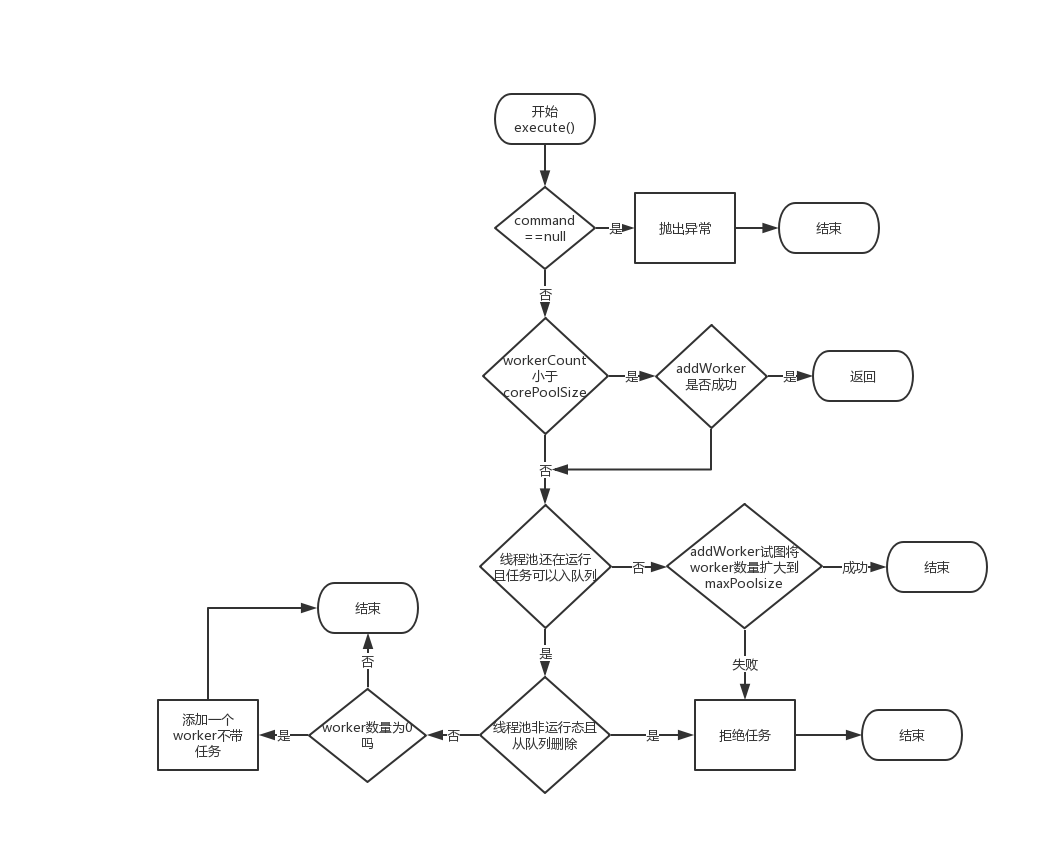 开始
execute()
command
==null
是
抛出异常
结束
否
workerCount
小于
corePoolSize
是
addWorker
是否成功
是
返回
否
线程池还在运行
且任务可以入队列
否
addWorker试图将
worker数量扩大到
maxPoolsize
成功
结束
结束
否
是
失败
添加一个
worker不带
任务
是
worker数量为0
吗
否
线程池非运行态且
从队列删除
是
拒绝任务
结束